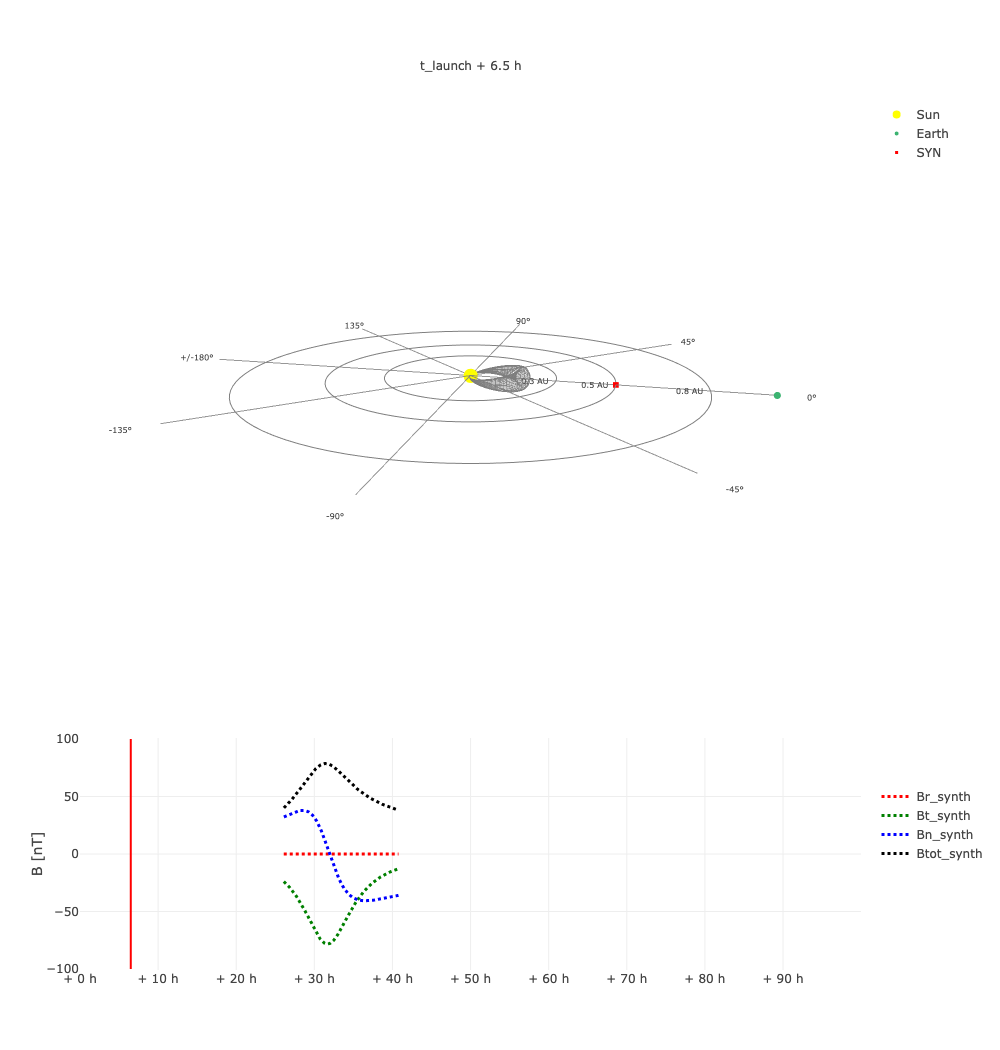 t_launch + 6.5 h
Sun
Earth
SYN
90°
135°
45°
+/-180°
0.3 AU
0.5 AU
0.8 AU
0°
-135°
-45°
-90°
100
50
0
−50
−100
B [nT]
+ 0 h
+ 10 h
+ 20 h
+ 30 h
+ 40 h
+ 50 h
+ 60 h
+ 70 h
+ 80 h
+ 90 h
Br_synth
Bt_synth
Bn_synth
Btot_synth